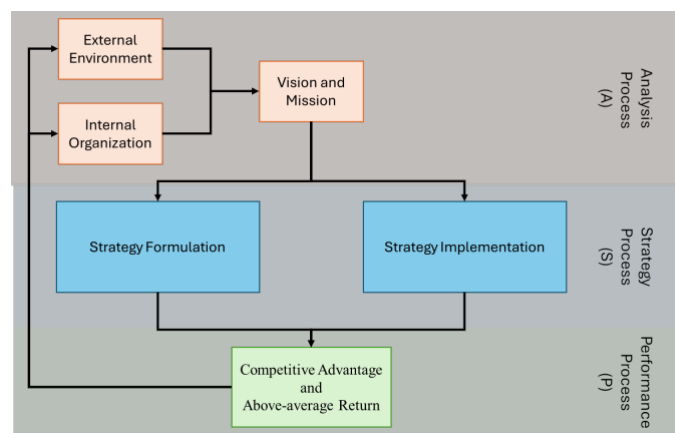 External
Environment
Internal
Organization
Vision and
Mission
Analysis
Process
(A)
Strategy Formulation
Strategy Implementation
Strategy
Process
(S)
Competitive Advantage
and
Above-average Return
Performance
Process
(P)